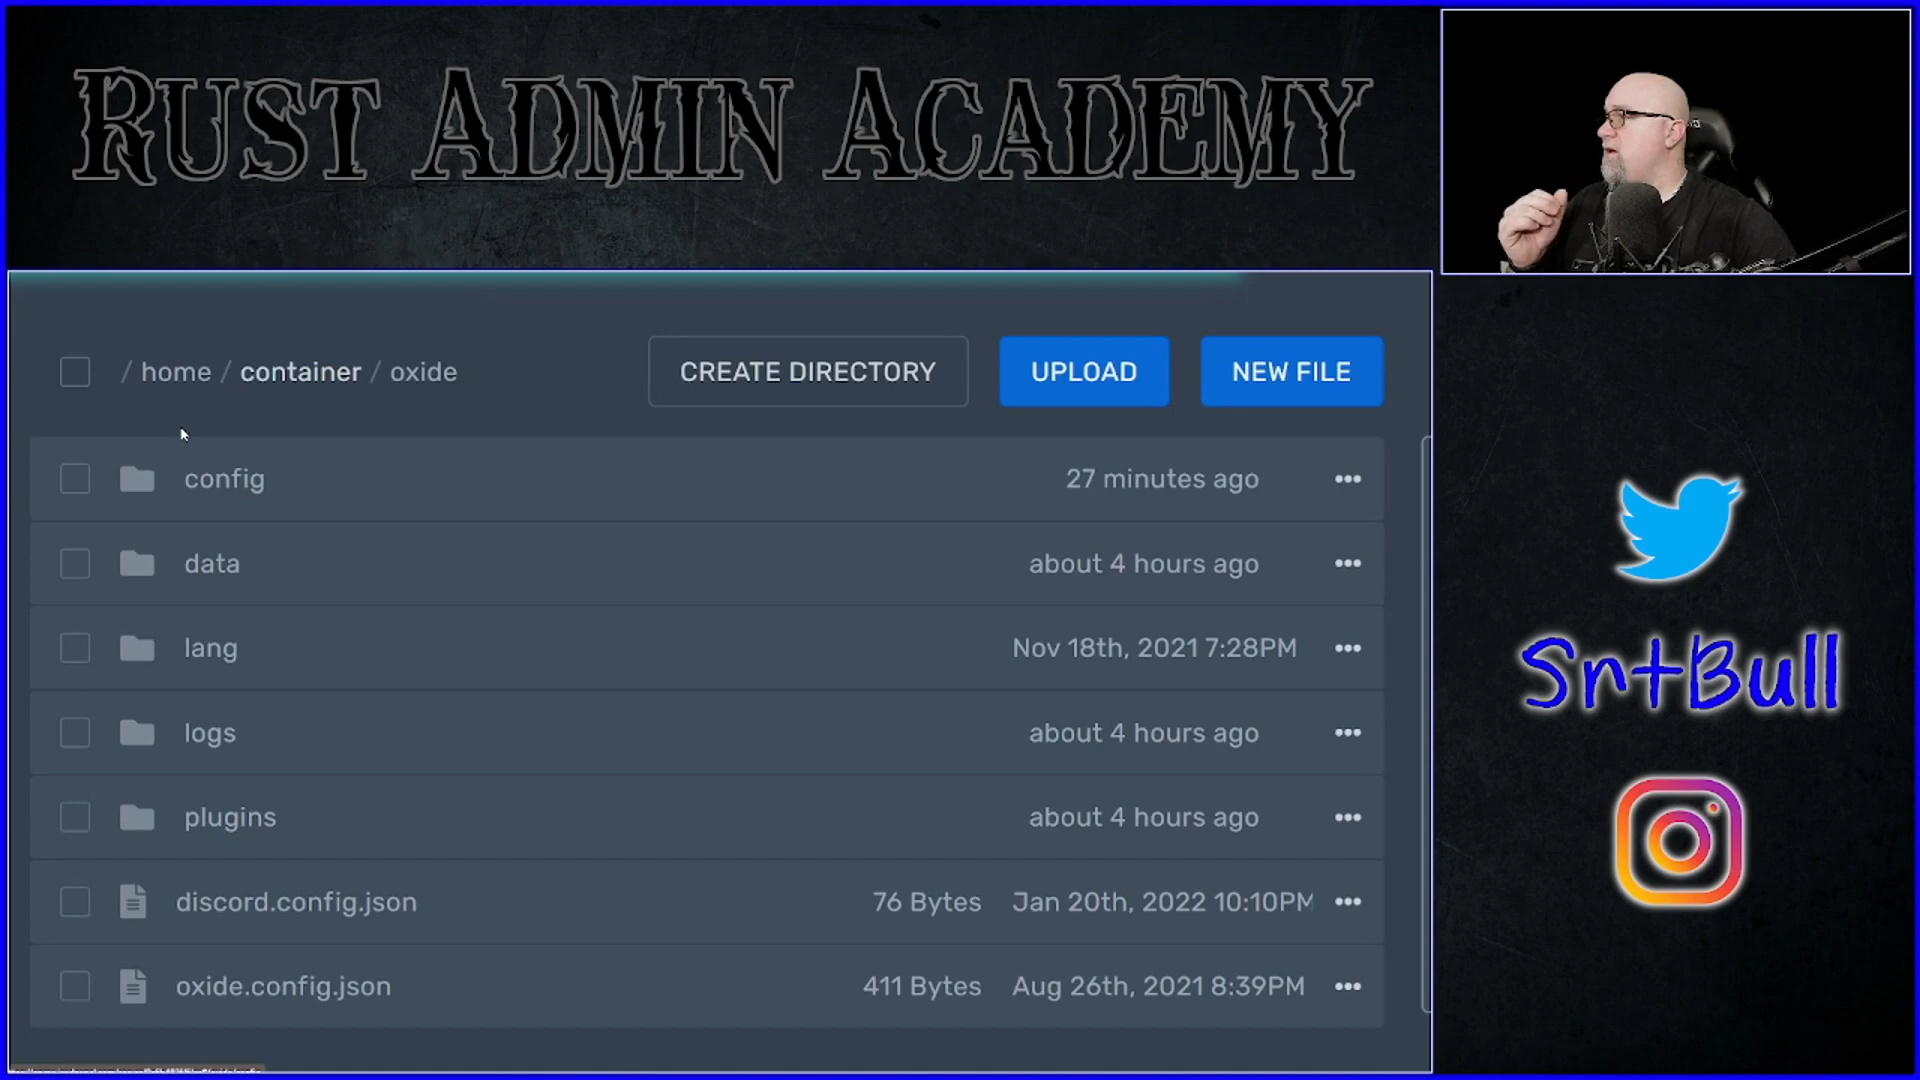 RUST ADMIN ACADEMY
/ home / container / oxide
CREATE DIRECTORY
UPLOAD
NEW FILE
config 27 minutes ago
data about 4 hours ago
lang Nov 18th, 2021 7:28PM
logs about 4 hours ago
plugins about 4 hours ago
discord.config.json 76 Bytes Jan 20th, 2022 10:10PM
oxide.config.json 411 Bytes Aug 26th, 2021 8:39PM
SntBull